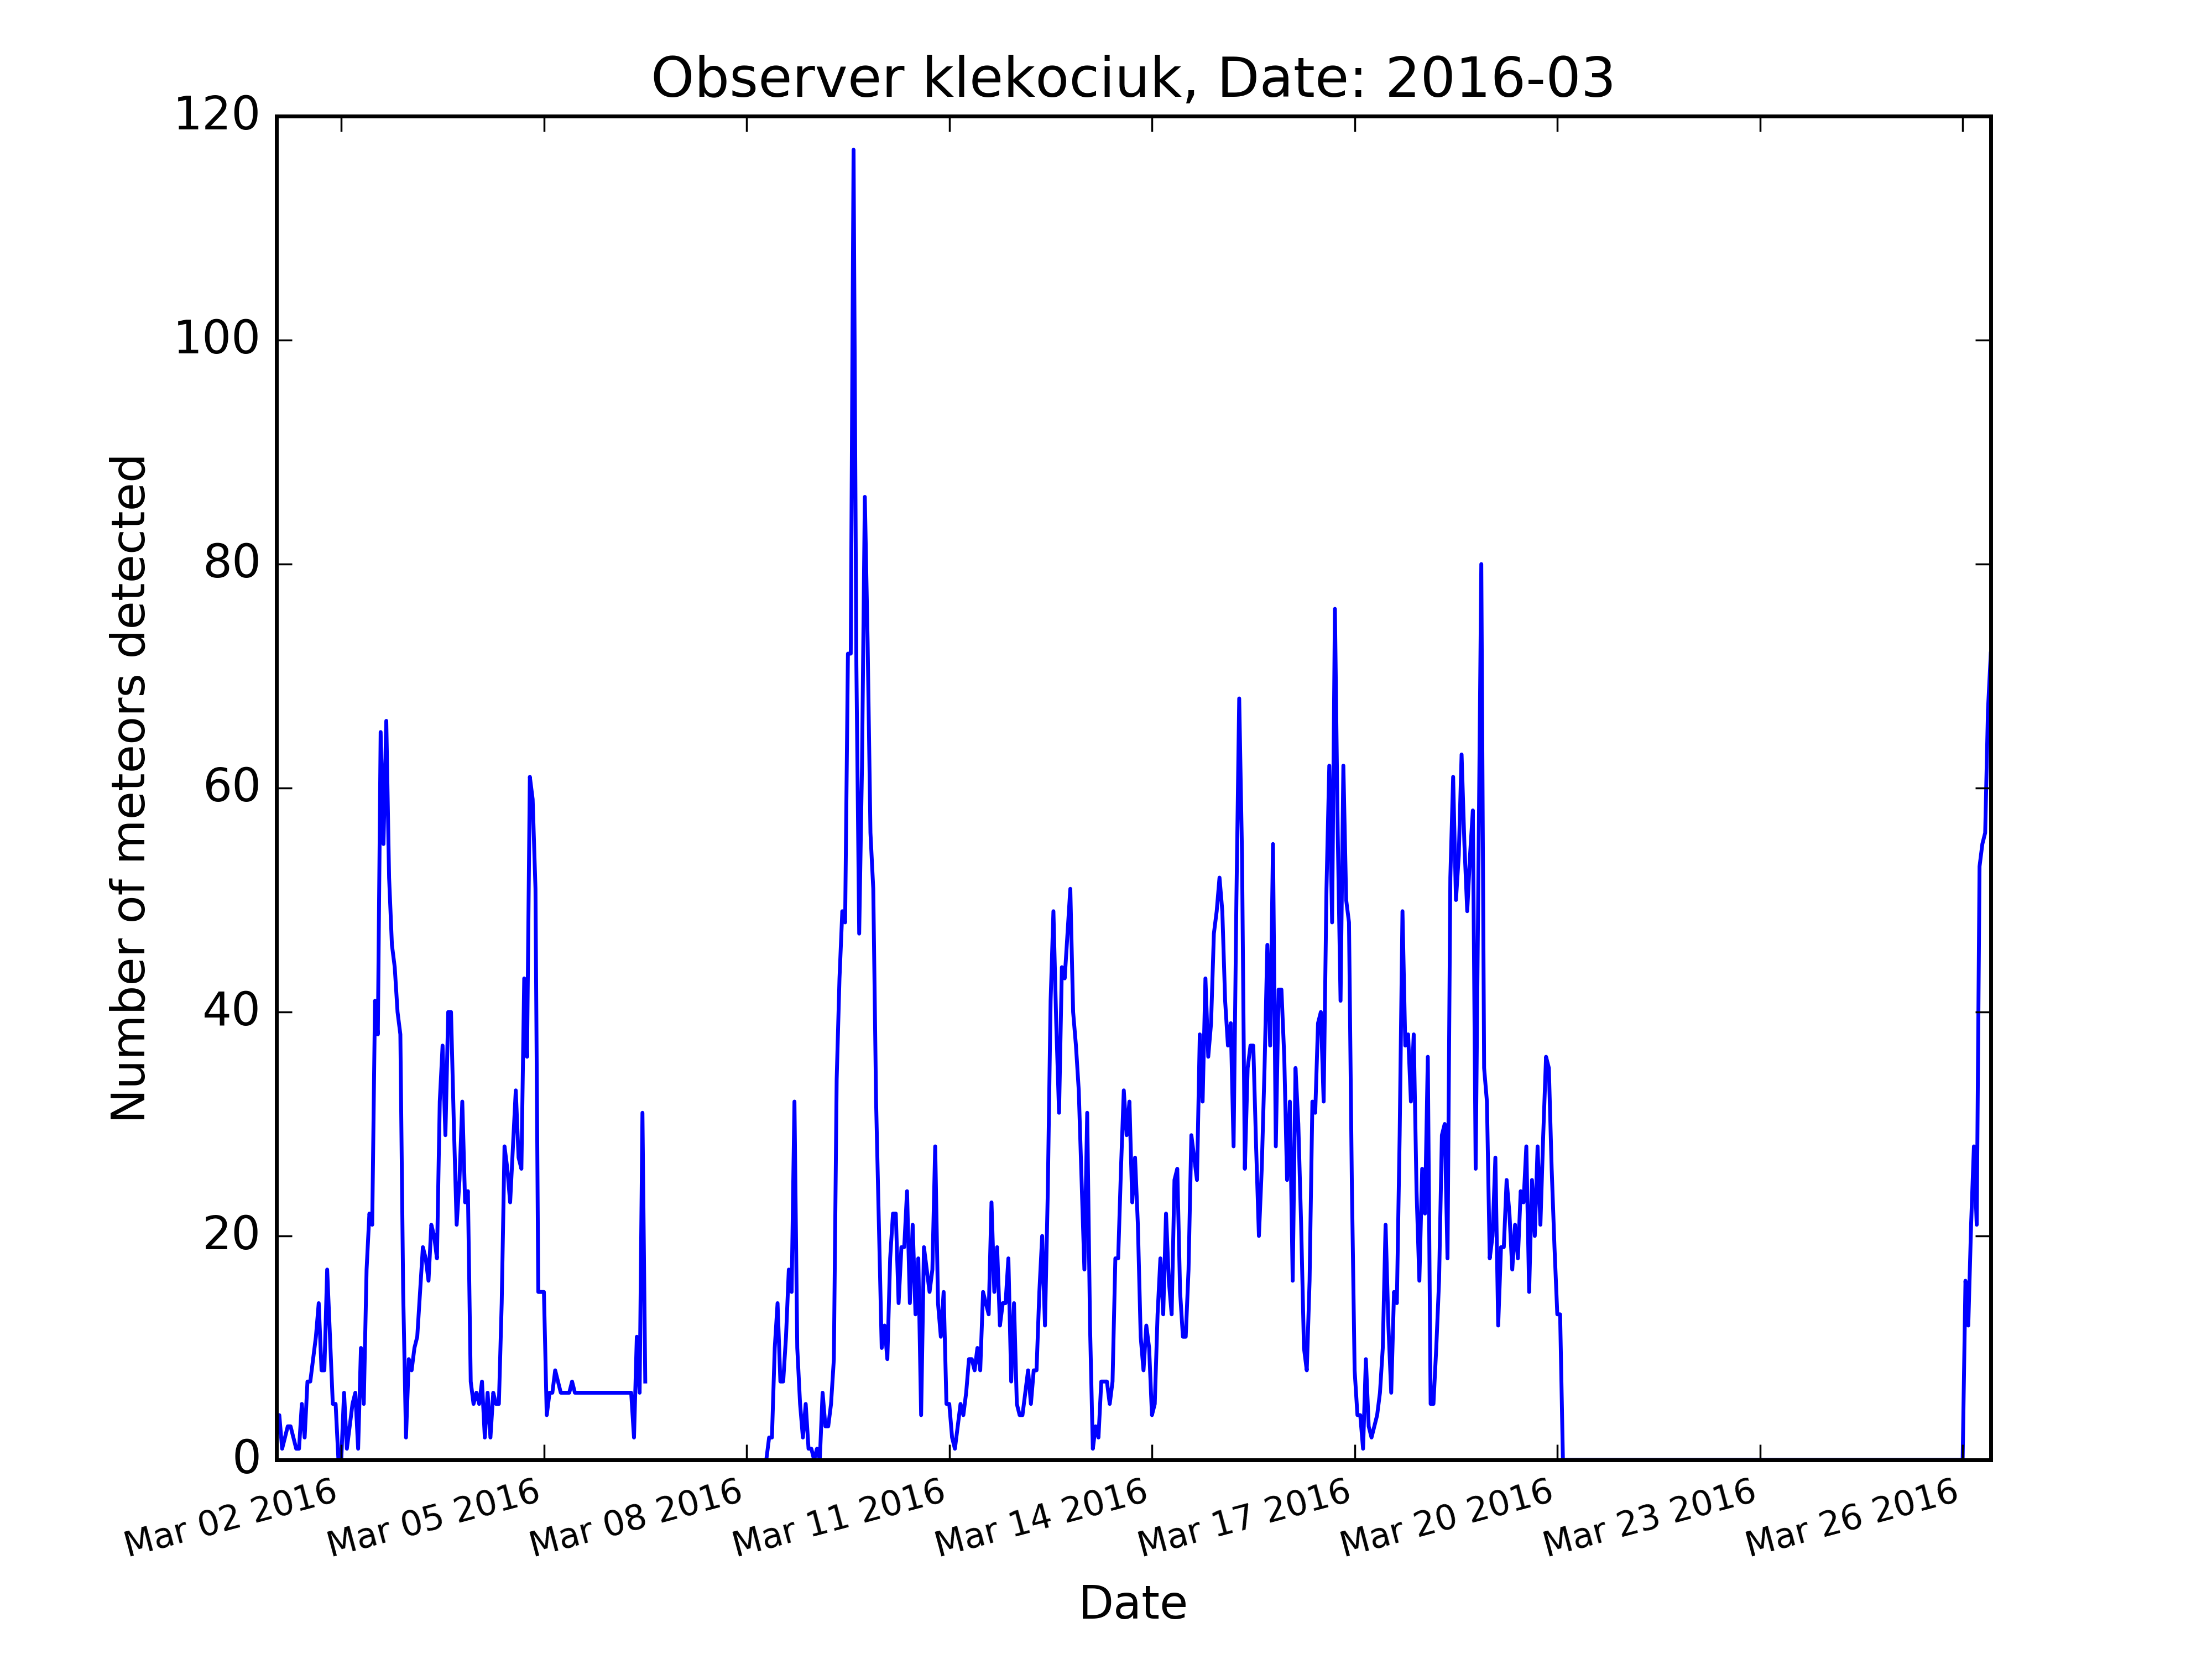 Observer klekociuk, Date: 2016-03
120
100
80
60
40
20
0
Number of meteors detected
Mar 02 2016
Mar 05 2016
Mar 08 2016
Mar 11 2016
Mar 14 2016
Mar 17 2016
Mar 20 2016
Mar 23 2016
Mar 26 2016
Date